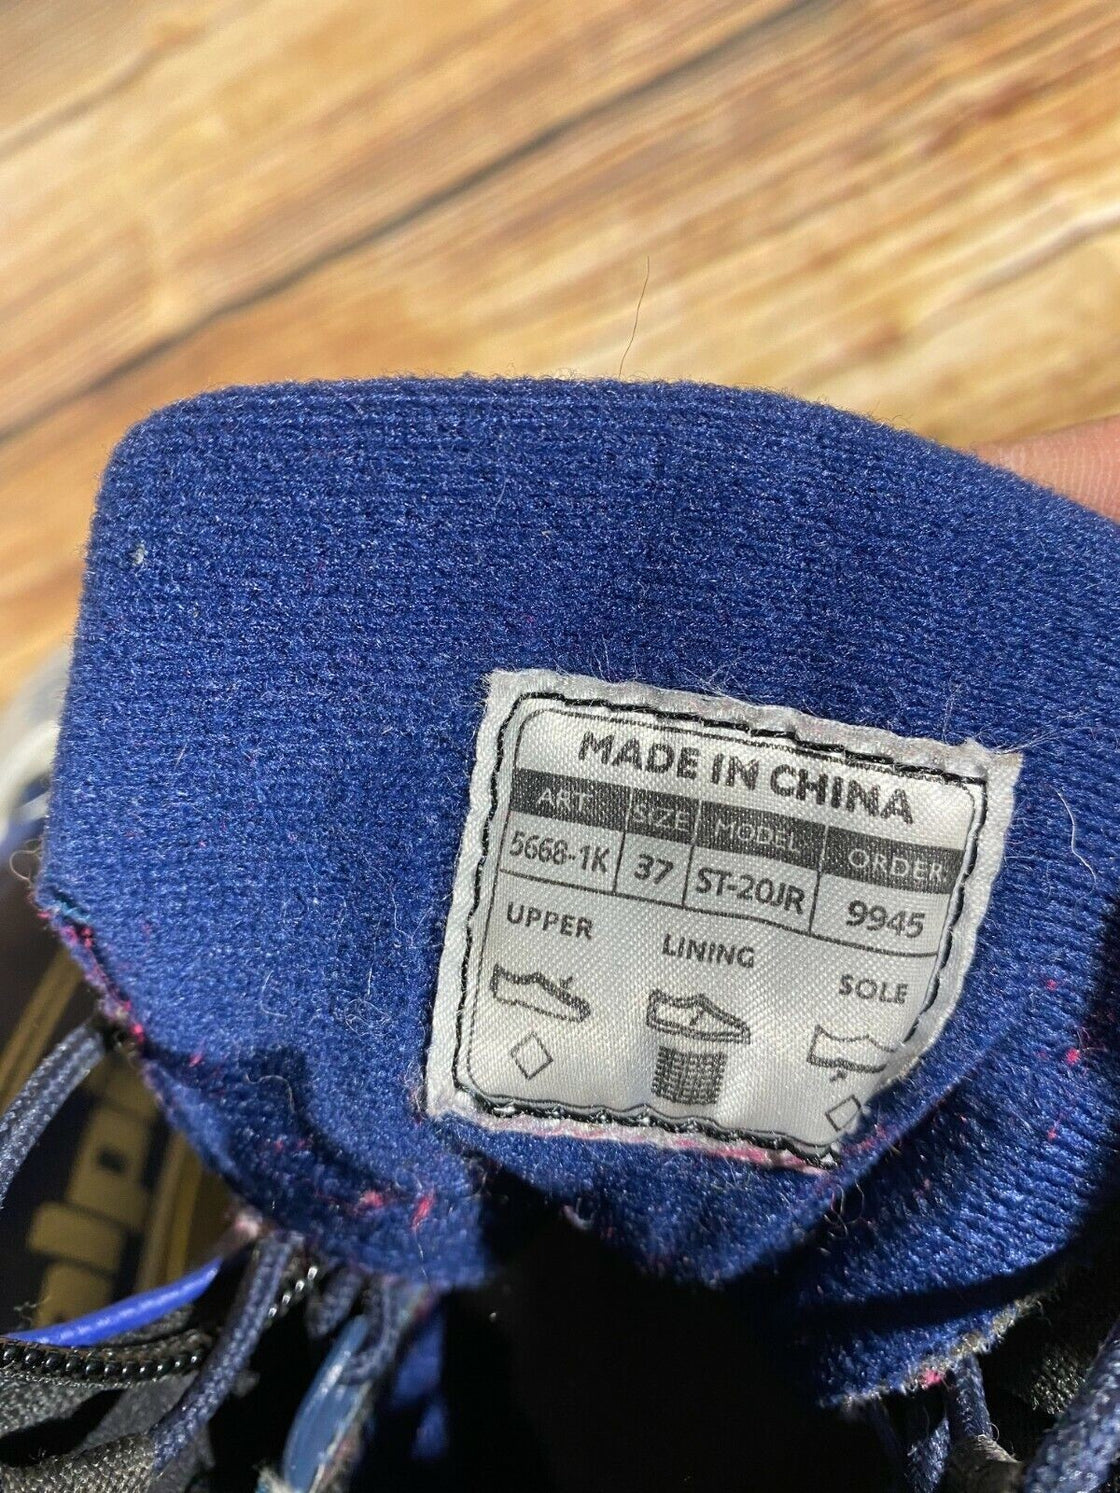 MADE IN CHINA
ART SIZE MODEL ORDER
5668-1K 37 ST-20JR 9945
UPPER LINING SOLE